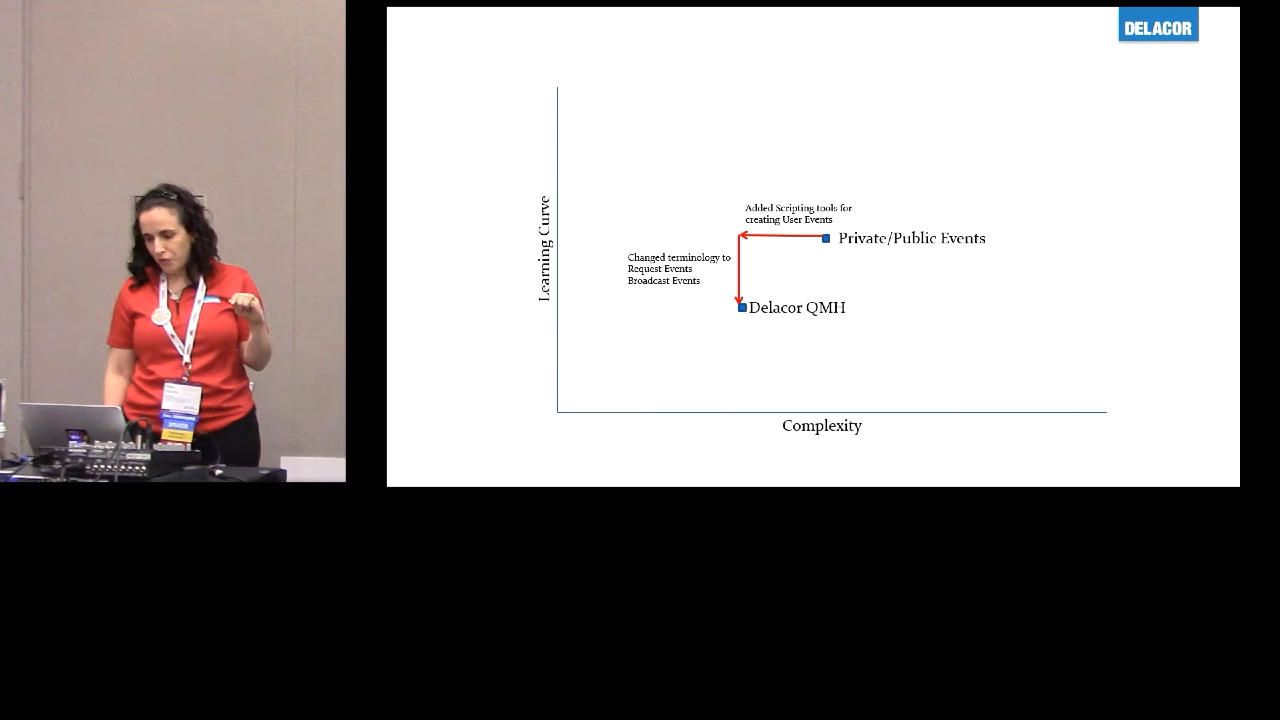 DELACOR
Learning Curve
Added Scripting tools for
creating User Events
Private/Public Events
Changed terminology to
Request Events
Broadcast Events
Delacor QMH
Complexity